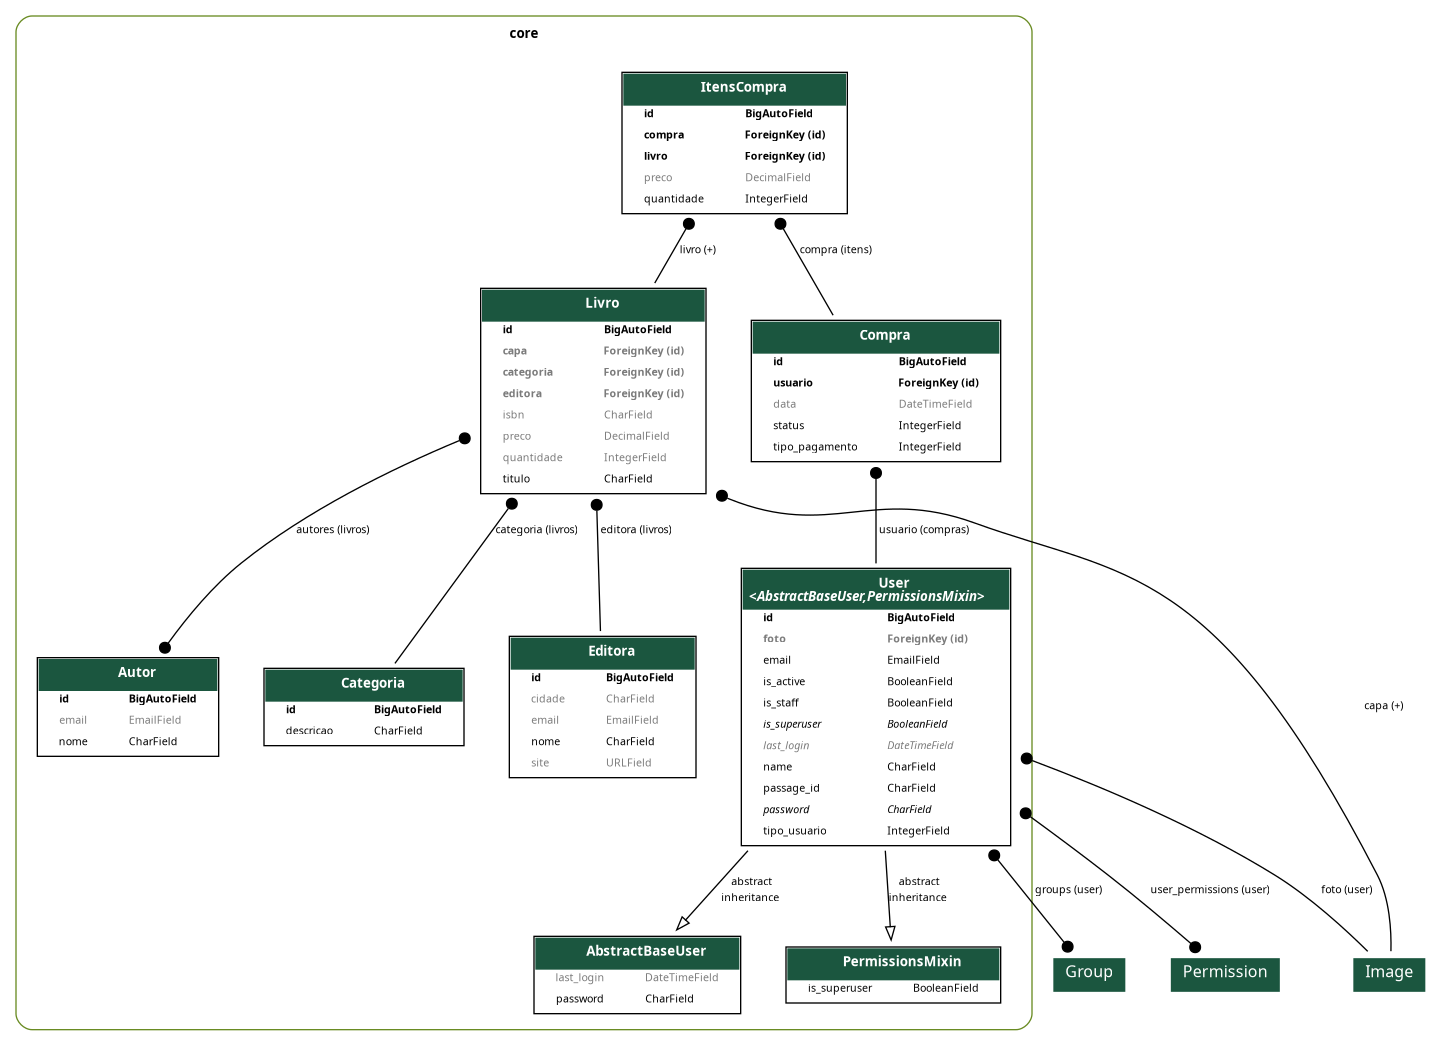 core
ItensCompra
id BigAutoField
compra ForeignKey (id)
livro ForeignKey (id)
preco DecimalField
quantidade IntegerField
livro (+)
compra (itens)
Livro
id BigAutoField
capa ForeignKey (id)
categoria ForeignKey (id)
editora ForeignKey (id)
isbn CharField
preco DecimalField
quantidade IntegerField
titulo CharField
Compra
id BigAutoField
usuario ForeignKey (id)
data DateTimeField
status IntegerField
tipo_pagamento IntegerField
autores (livros)
categoria (livros)
editora (livros)
usuario (compras)
capa (+)
Autor
id BigAutoField
email EmailField
nome CharField
Categoria
id BigAutoField
descricao CharField
Editora
id BigAutoField
cidade CharField
email EmailField
nome CharField
site URLField
User
<AbstractBaseUser,PermissionsMixin>
id BigAutoField
foto ForeignKey (id)
email EmailField
is_active BooleanField
is_staff BooleanField
is_superuser BooleanField
last_login DateTimeField
name CharField
passage_id CharField
password CharField
tipo_usuario IntegerField
abstract
inheritance
abstract
inheritance
groups (user)
user_permissions (user)
foto (user)
AbstractBaseUser
last_login DateTimeField
password CharField
PermissionsMixin
is_superuser BooleanField
Group
Permission
Image